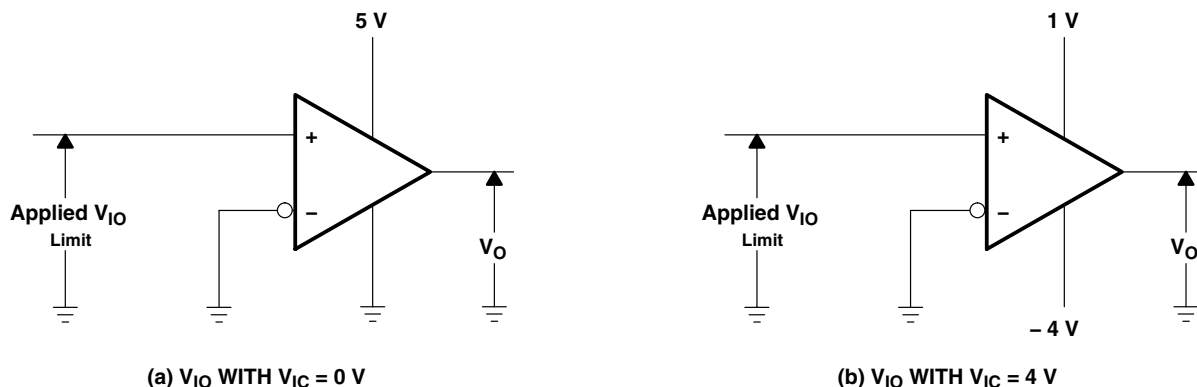 5 V
+
−
Applied VIO
Limit
VO
(a) VIO WITH VIC = 0 V
1 V
+
−
Applied VIO
Limit
VO
− 4 V
(b) VIO WITH VIC = 4 V